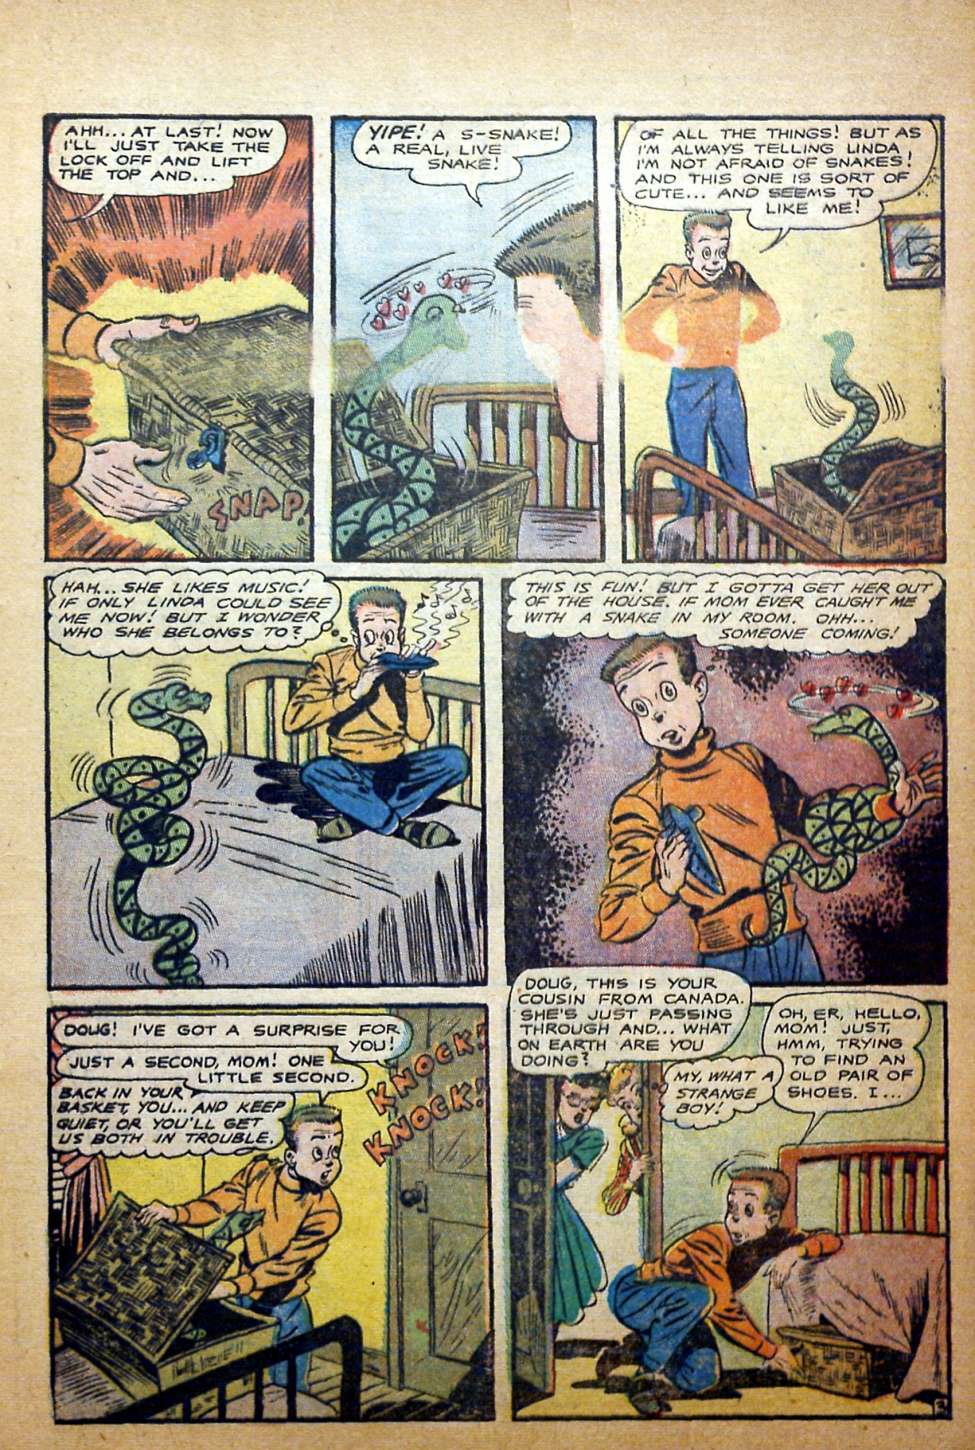 AHH...AT LAST! NOW
I'LL JUST TAKE THE
LOCK OFF AND LIFT
THE TOP AND...
SNAP!
YIPE! A S-SNAKE!
A REAL, LIVE
SNAKE!
OF ALL THE THINGS! BUT AS
I'M ALWAYS TELLING LINDA
I'M NOT AFRAID OF SNAKES!
AND THIS ONE IS SORT OF
CUTE... AND SEEMS TO
LIKE ME!
HAH...SHE LIKES MUSIC!
IF ONLY LINDA COULD SEE
ME NOW! BUT I WONDER
WHO SHE BELONGS TO?
THIS IS FUN! BUT I GOTTA GET HER OUT
OF THE HOUSE. IF MOM EVER CAUGHT ME
WITH A SNAKE IN MY ROOM. OHH...
SOMEONE COMING!
DOUG! I'VE GOT A SURPRISE FOR
YOU!
JUST A SECOND, MOM! ONE
LITTLE SECOND.
BACK IN YOUR
BASKET, YOU...AND KEEP
QUIET, OR YOU'LL GET
US BOTH IN TROUBLE.
KNOCK!
KNOCK!
DOUG, THIS IS YOUR
COUSIN FROM CANADA.
SHE'S JUST PASSING
THROUGH AND... WHAT
ON EARTH ARE YOU
DOING?
MY, WHAT A
STRANGE
BOY!
OH, ER, HELLO,
MOM! JUST,
HMM, TRYING
TO FIND AN
OLD PAIR OF
SHOES. I...
3